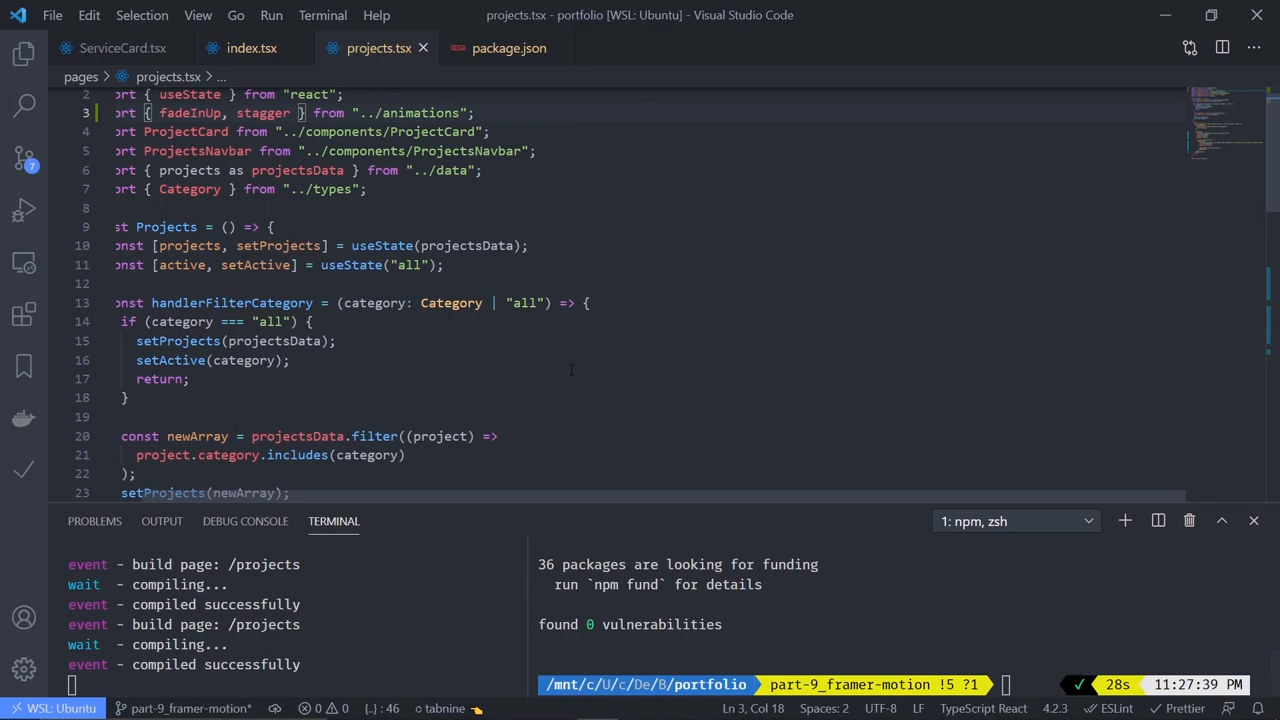 File Edit Selection View Go Run Terminal Help projects.tsx - portfolio [WSL: Ubuntu] - Visual Studio Code
ServiceCard.tsx index.tsx projects.tsx package.json
pages > projects.tsx > ...
2 ort { useState } from "react";
3 ort { fadeInUp, stagger } from "../animations";
4 ort ProjectCard from "../components/ProjectCard";
5 ort ProjectsNavbar from "../components/ProjectsNavbar";
6 ort { projects as projectsData } from "../data";
7 ort { Category } from "../types";
8
9 st Projects = () => {
10 onst [projects, setProjects] = useState(projectsData);
11 onst [active, setActive] = useState("all");
12
13 onst handlerFilterCategory = (category: Category | "all") => {
14 if (category === "all") {
15 setProjects(projectsData);
16 setActive(category);
17 return;
18 }
19
20 const newArray = projectsData.filter((project) =>
21 project.category.includes(category)
22 );
23 setProjects(newArray);
7
PROBLEMS OUTPUT DEBUG CONSOLE TERMINAL 1: npm, zsh
event - build page: /projects
wait - compiling...
event - compiled successfully
event - build page: /projects
wait - compiling...
event - compiled successfully
36 packages are looking for funding
run `npm fund` for details
found 0 vulnerabilities
/mnt/c/U/c/De/B/portfolio part-9_framer-motion !5 ?1 ✓ 28s 11:27:39 PM
WSL: Ubuntu part-9_framer-motion* 0 0 {..} : 46 tabnine 👈 Ln 3, Col 18 Spaces: 2 UTF-8 LF TypeScript React 4.2.3 ESLint Prettier